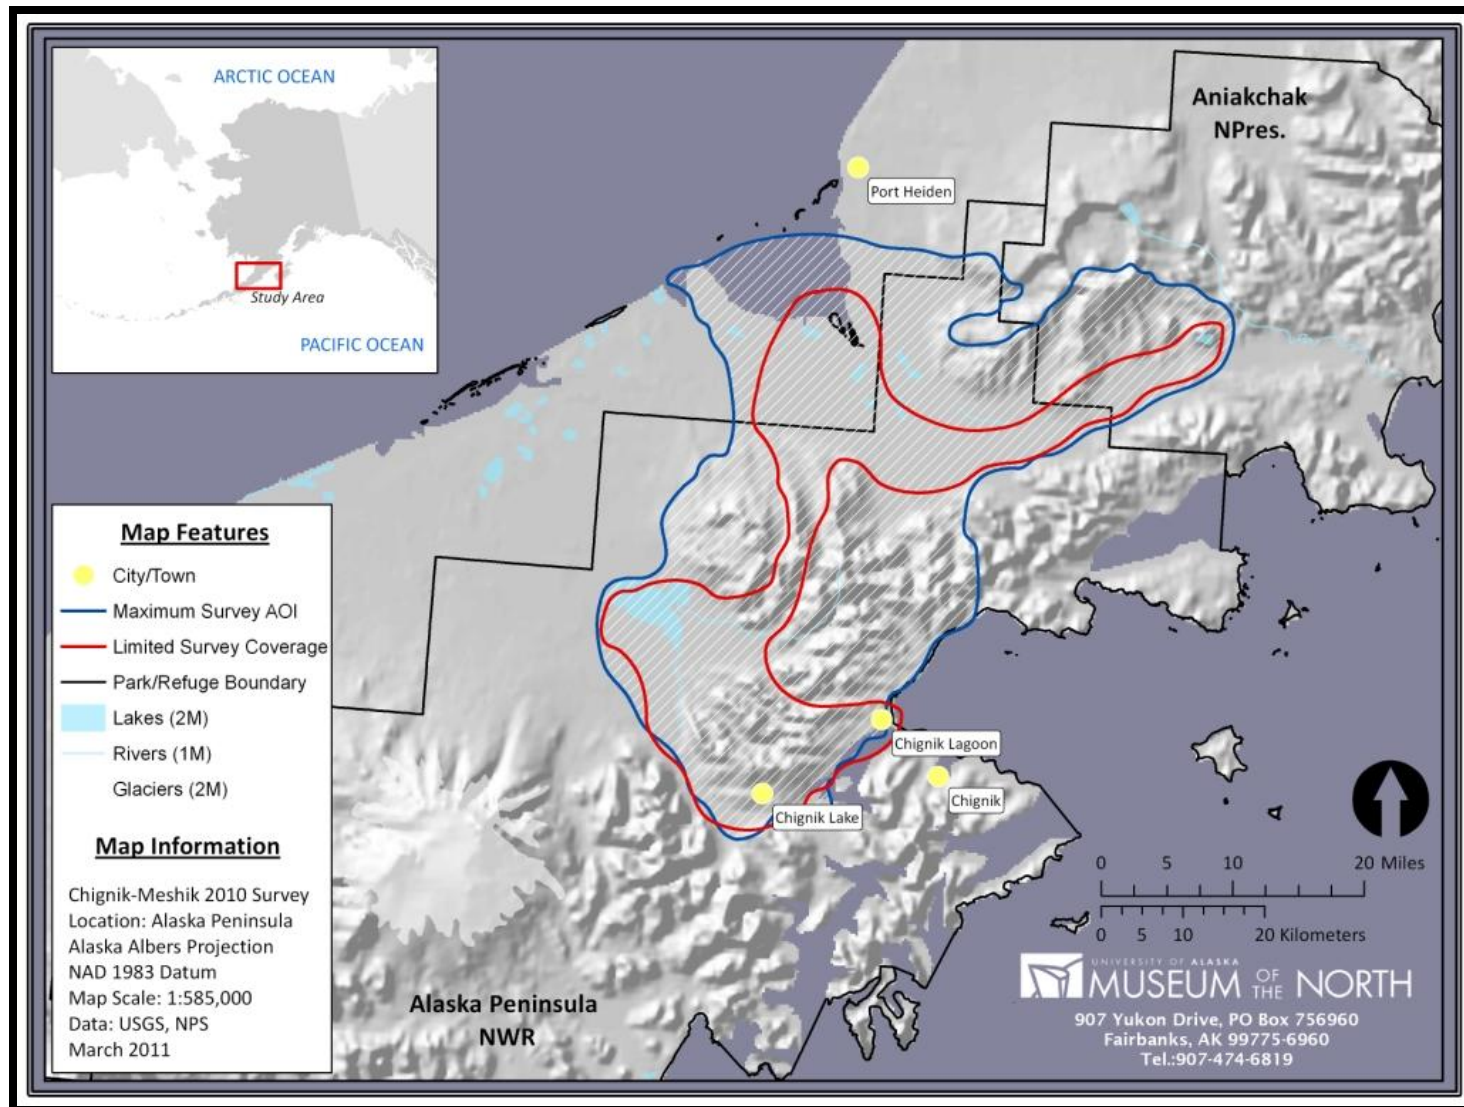 ARCTIC OCEAN
Study Area
PACIFIC OCEAN
Aniakchak
NPres.
Port Heiden
Map Features
City/Town
Maximum Survey AOI
Limited Survey Coverage
Park/Refuge Boundary
Lakes (2M)
Rivers (1M)
Glaciers (2M)
Map Information
Chignik-Meshik 2010 Survey
Location: Alaska Peninsula
Alaska Albers Projection
NAD 1983 Datum
Map Scale: 1:585,000
Data: USGS, NPS
March 2011
Chignik Lagoon
Chignik
Chignik Lake
Alaska Peninsula
NWR
0 5 10 20 Miles
0 5 10 20 Kilometers
UNIVERSITY OF ALASKA
MUSEUM OF THE NORTH
907 Yukon Drive, PO Box 756960
Fairbanks, AK 99775-6960
Tel.:907-474-6819